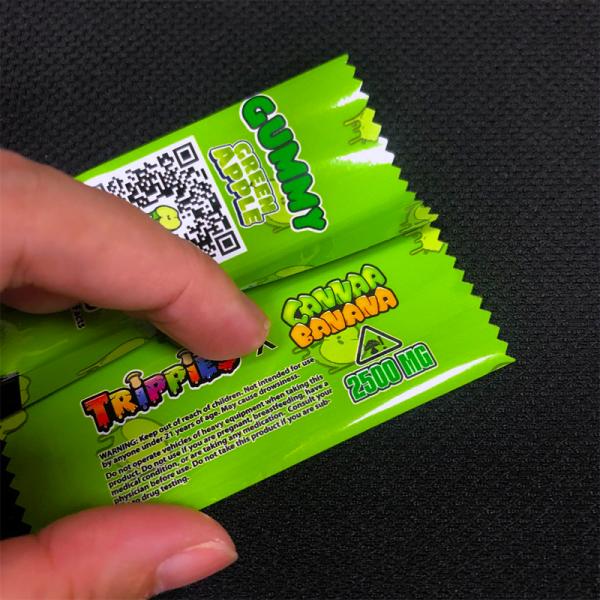 GUMMY
GREEN
APPLE
CANNAA
BANANA
TRIPPIES X
2500 MG
WARNING: Keep out of reach of children. Not intended for use
by anyone under 21 years of age. May cause drowsiness.
Do not operate vehicles of heavy equipment when taking this
product. Do not use if you are pregnant, breastfeeding, have a
medical condition, or are taking any medication. Consult your
physician before use. Do not take this product if you are sub-
to drug testing.